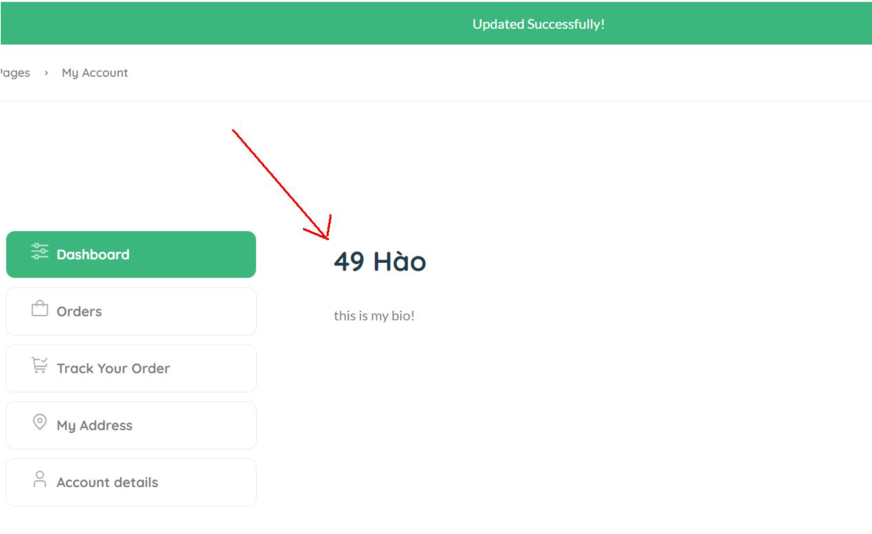 Updated Successfully!
Pages › My Account
49 Hào
this is my bio!
Dashboard
Orders
Track Your Order
My Address
Account details